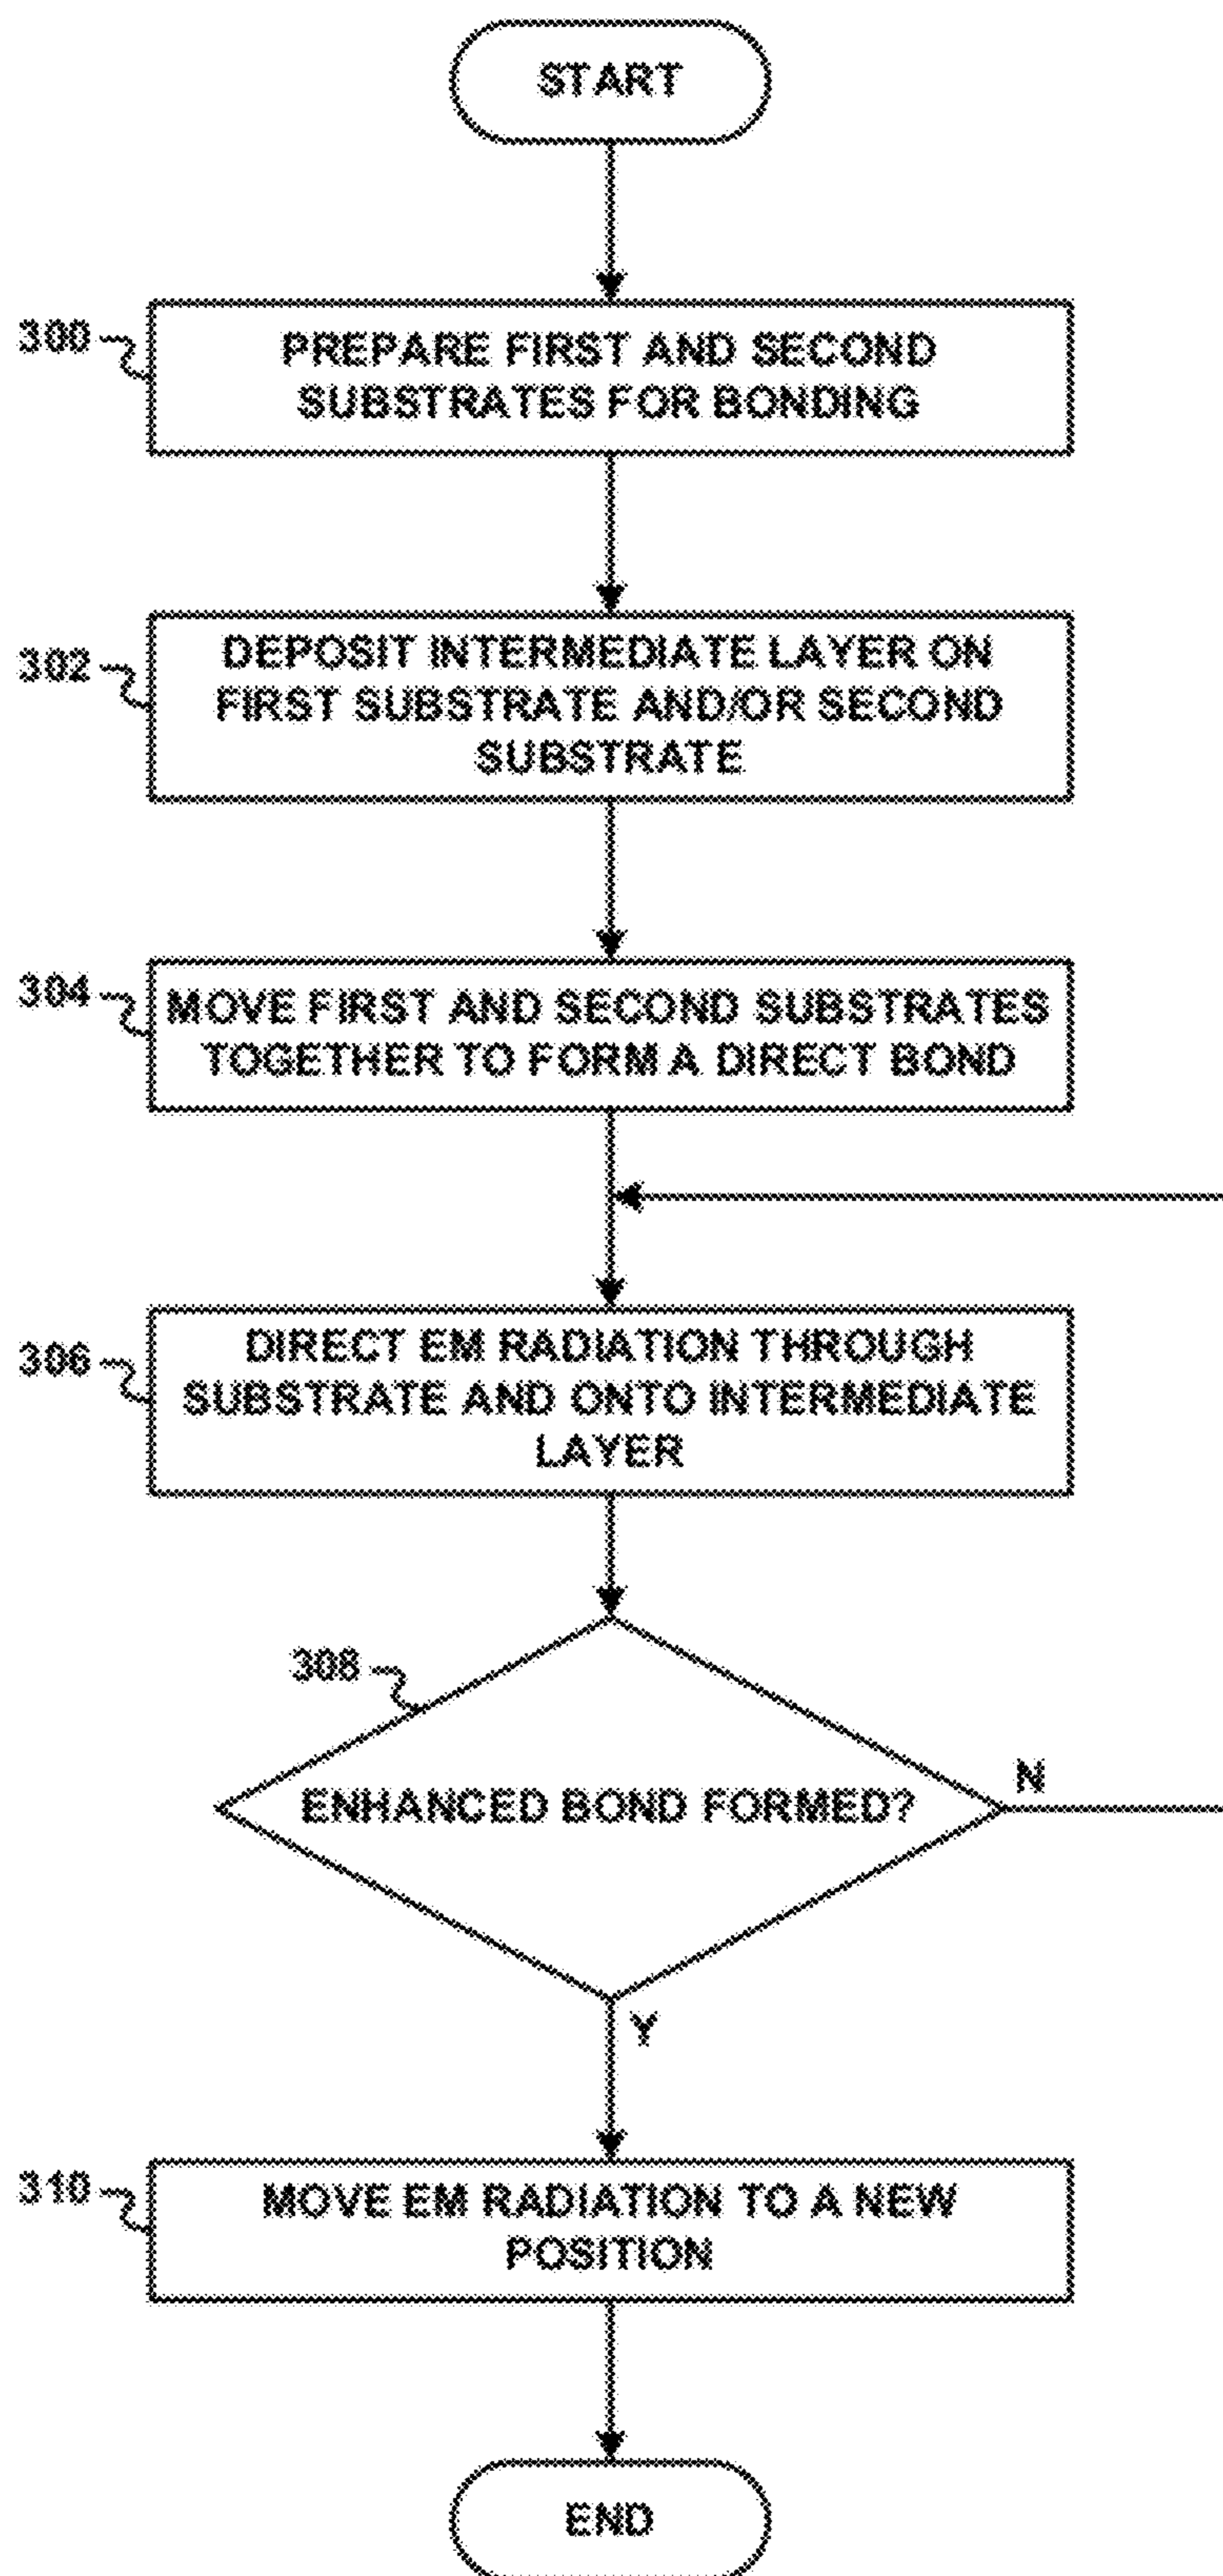 START
300
PREPARE FIRST AND SECOND
SUBSTRATES FOR BONDING
302
DEPOSIT INTERMEDIATE LAYER ON
FIRST SUBSTRATE AND/OR SECOND
SUBSTRATE
304
MOVE FIRST AND SECOND SUBSTRATES
TOGETHER TO FORM A DIRECT BOND
306
DIRECT EM RADIATION THROUGH
SUBSTRATE AND ONTO INTERMEDIATE
LAYER
308
ENHANCED BOND FORMED?
N
Y
310
MOVE EM RADIATION TO A NEW
POSITION
END